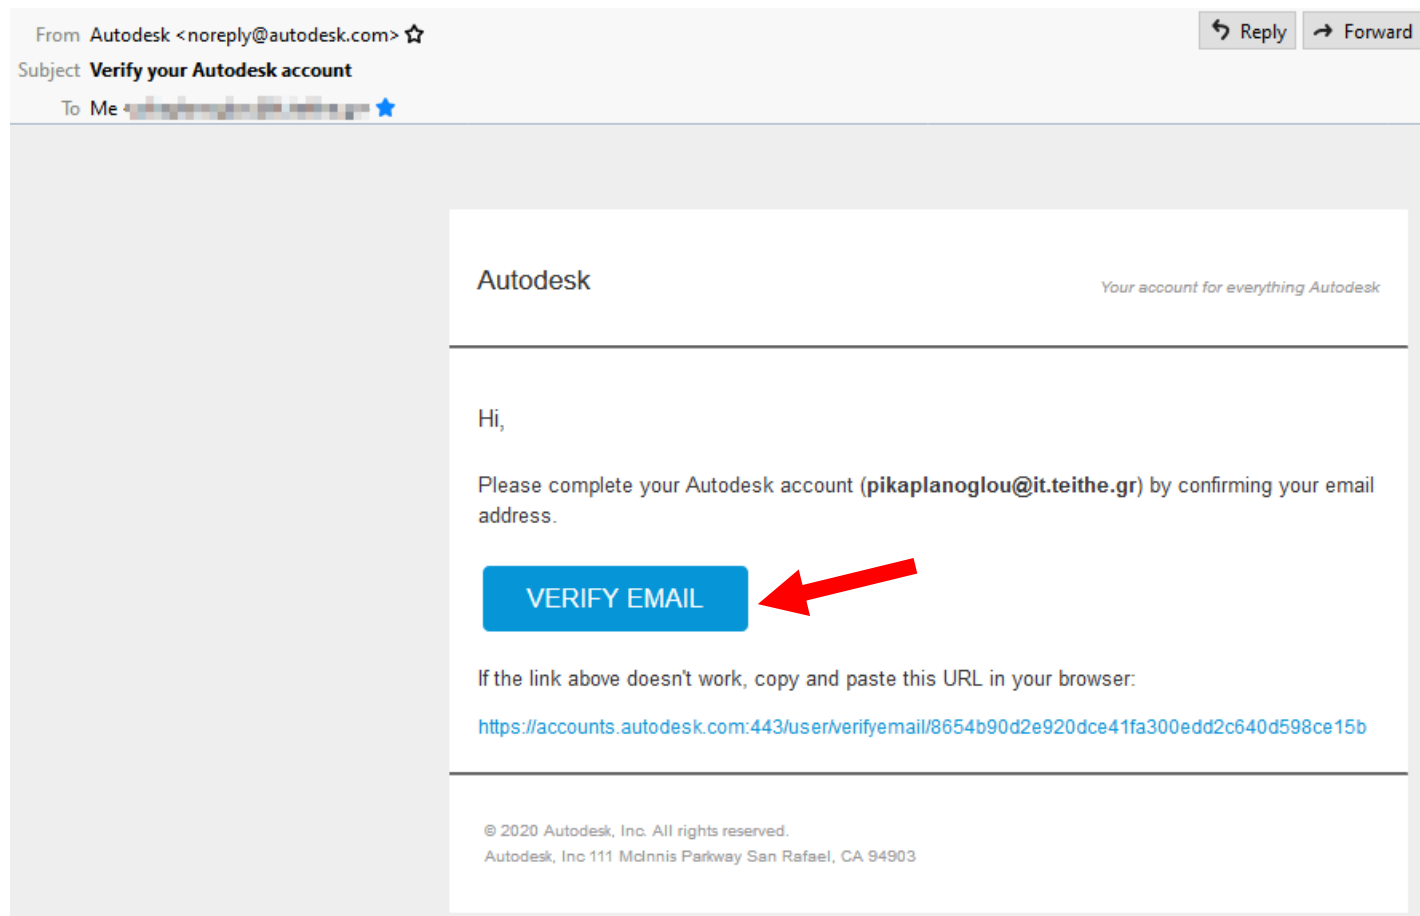 From Autodesk <noreply@autodesk.com>
Reply
Forward
Subject Verify your Autodesk account
To Me
Autodesk
Your account for everything Autodesk
Hi,
Please complete your Autodesk account (pikaplanoglou@it.teithe.gr) by confirming your email
address.
VERIFY EMAIL
If the link above doesn't work, copy and paste this URL in your browser:
https://accounts.autodesk.com:443/user/verifyemail/8654b90d2e920dce41fa300edd2c640d598ce15b
© 2020 Autodesk, Inc. All rights reserved.
Autodesk, Inc 111 McInnis Parkway San Rafael, CA 94903